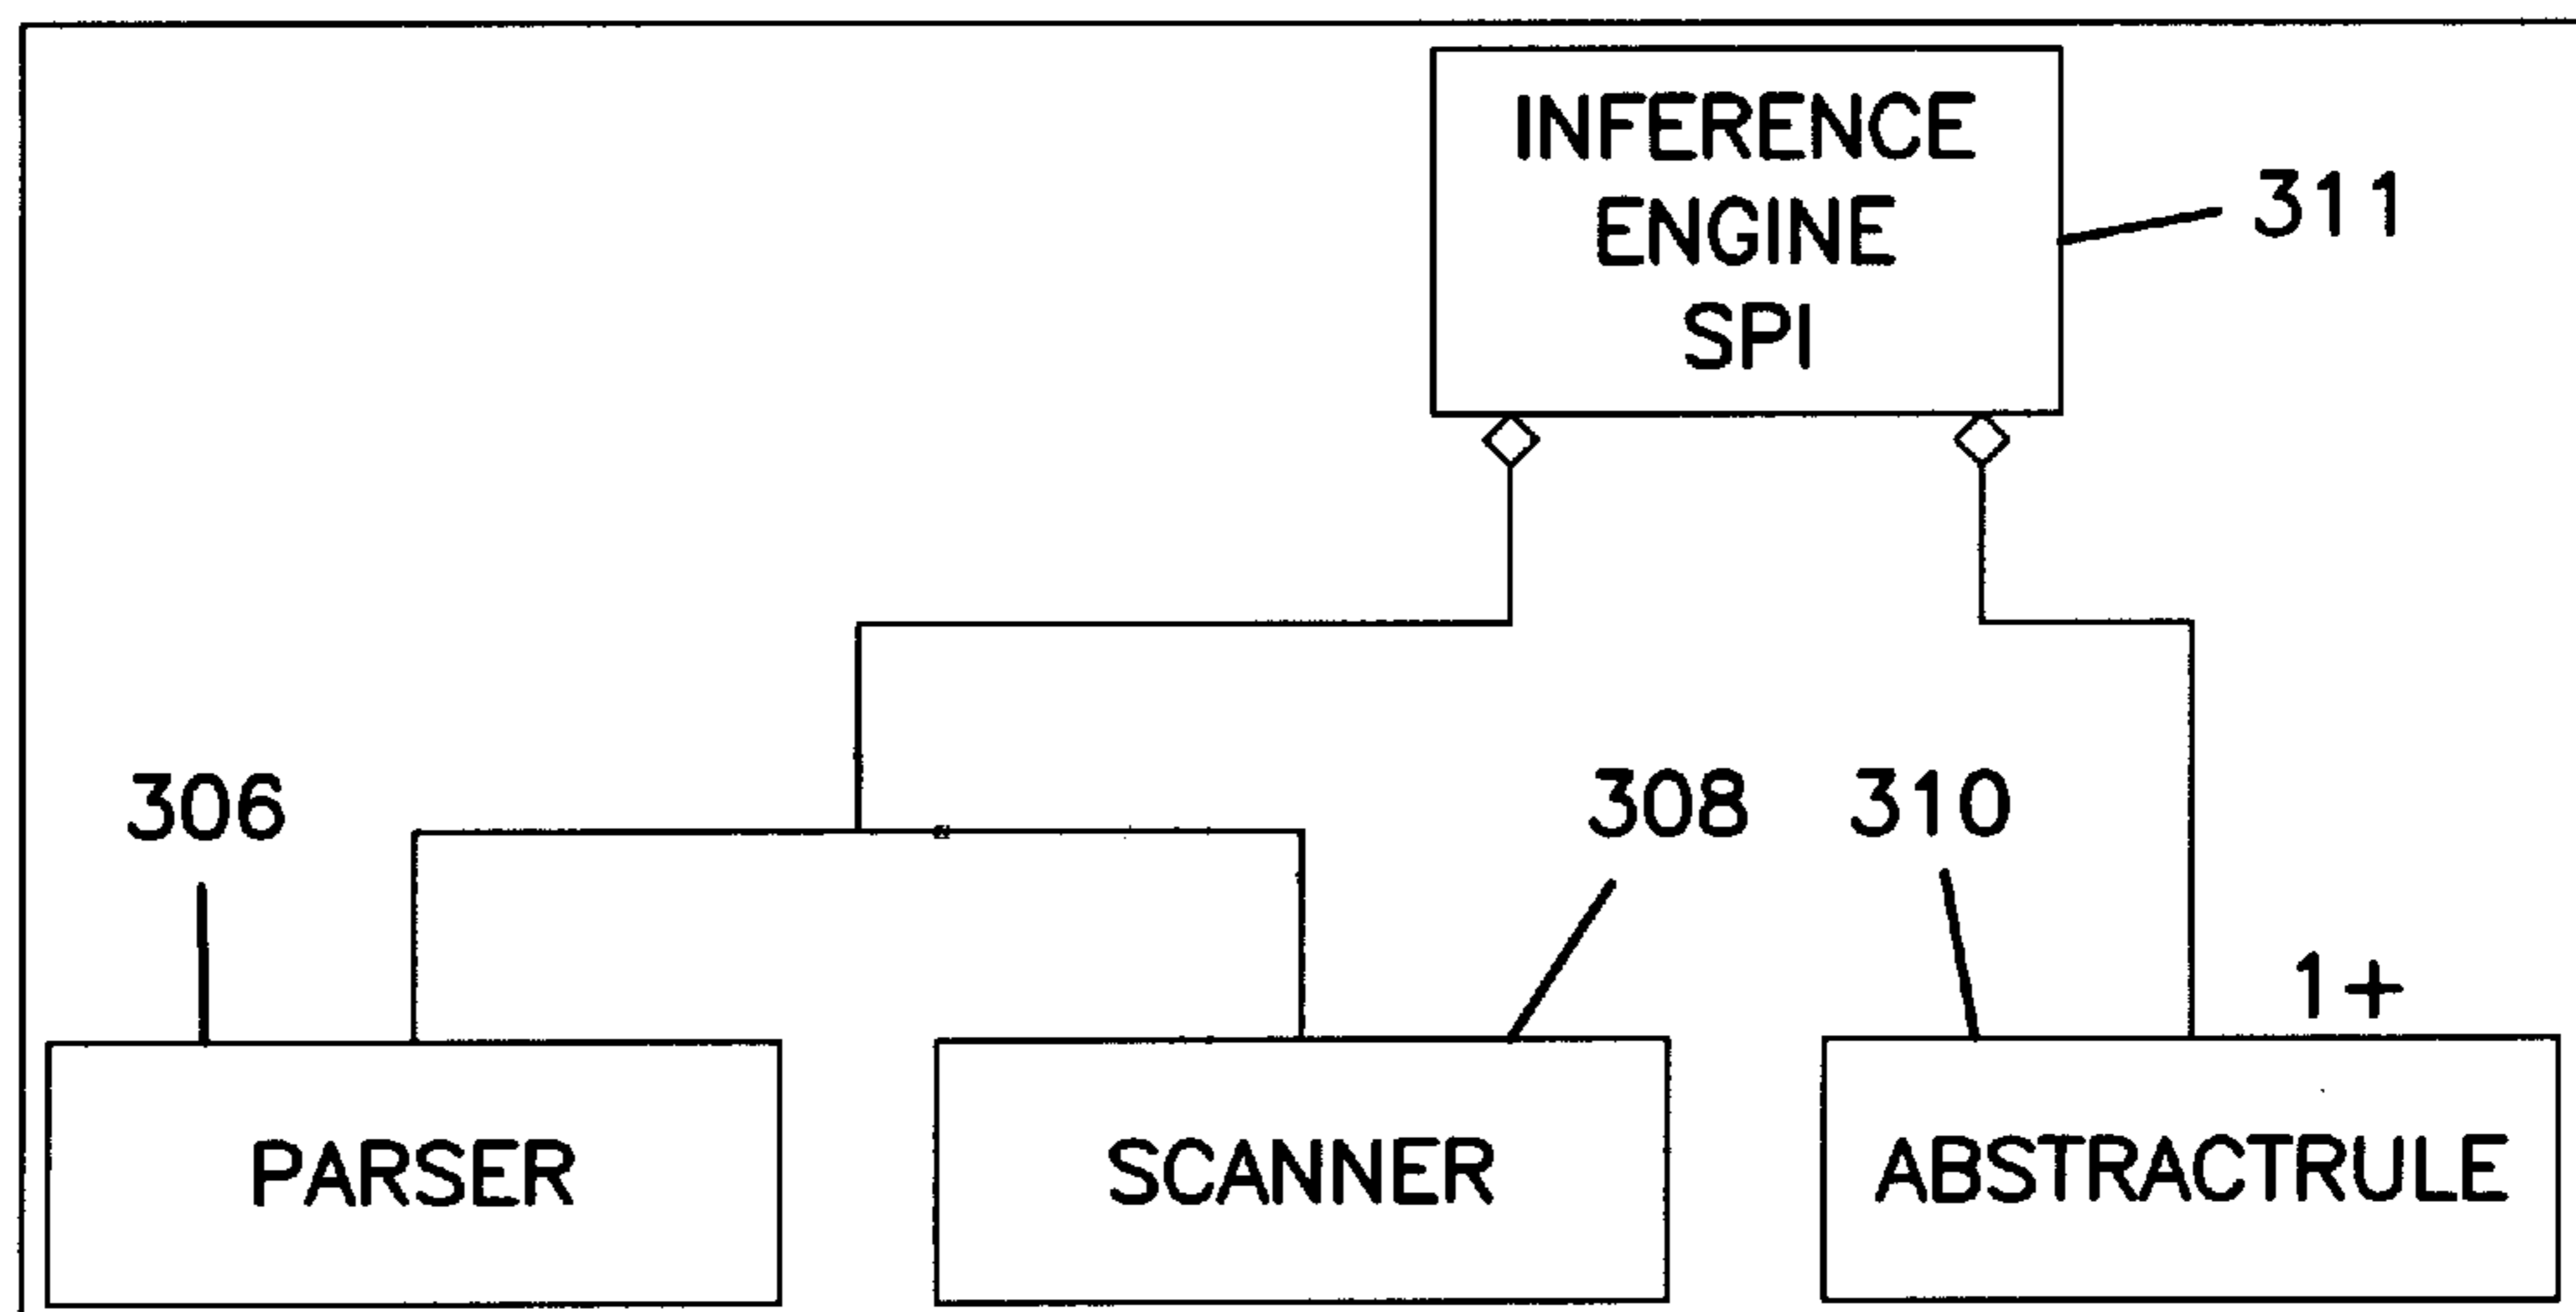 INFERENCE
ENGINE
SPI
311
306
308
310
1+
PARSER
SCANNER
ABSTRACTRULE